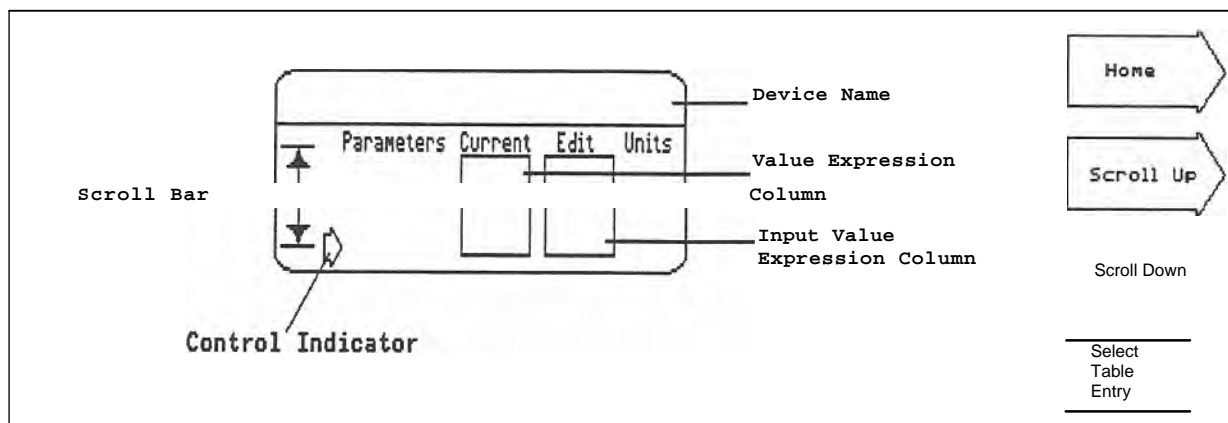 Home
Device Name
Parameters Current Edit Units
Value Expression
Column
Scroll Up
Scroll Bar
Input Value
Expression Column
Scroll Down
Control Indicator
Select
Table
Entry